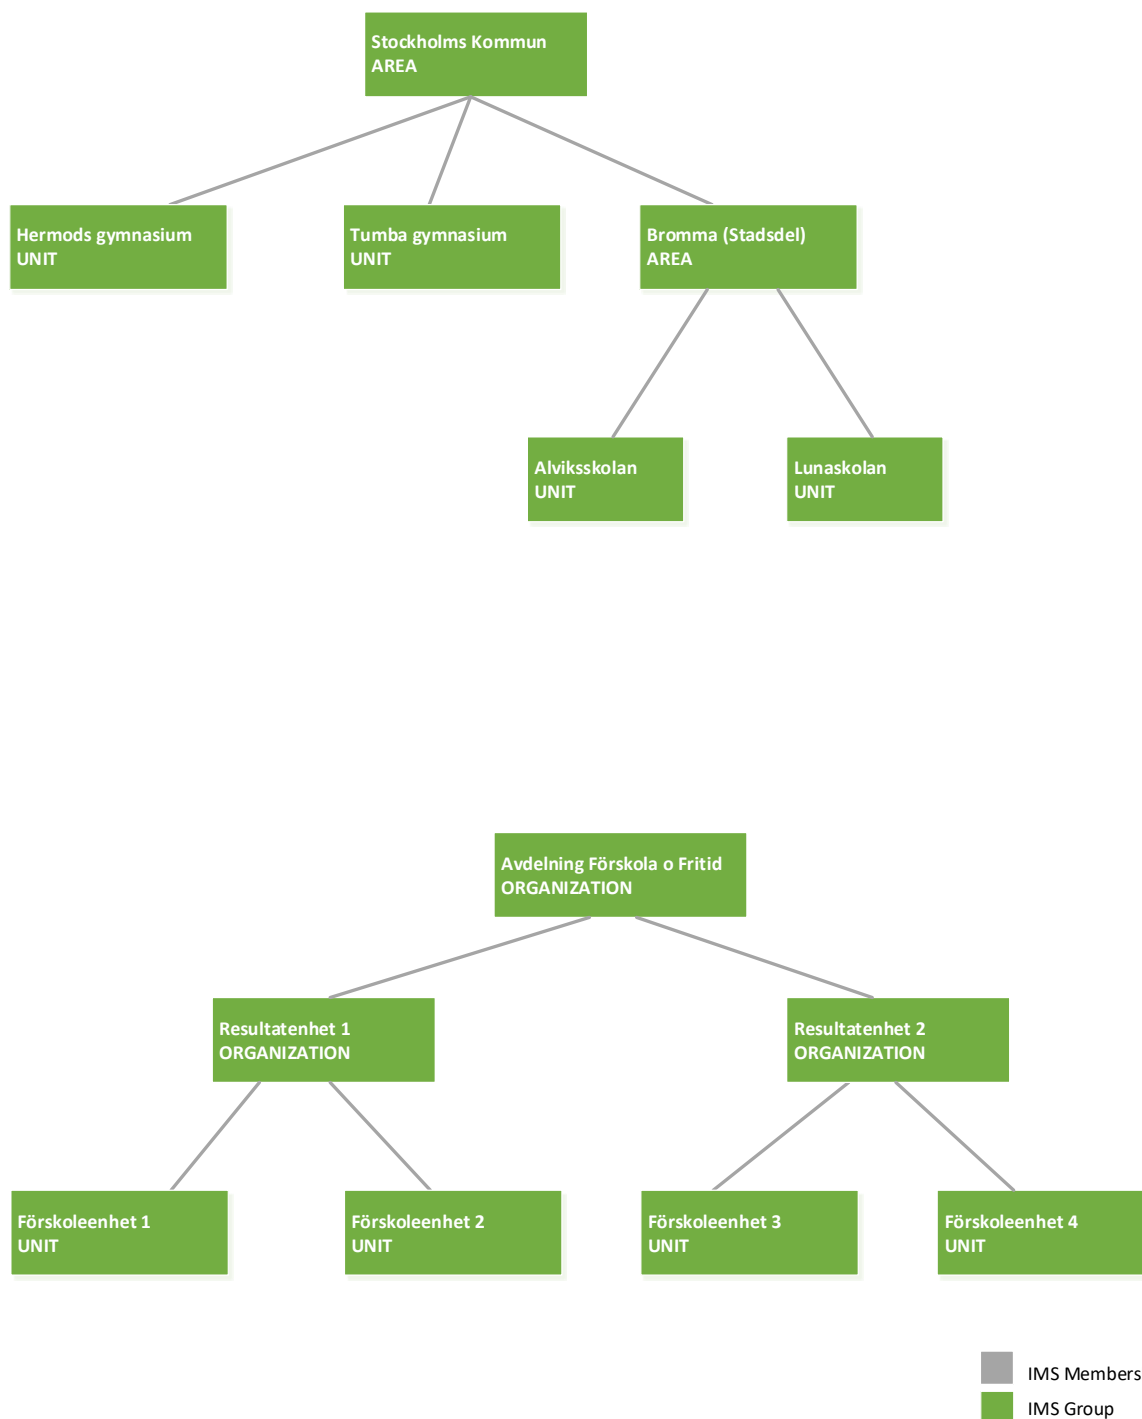 Stockholms Kommun
AREA
Hermods gymnasium
UNIT
Tumba gymnasium
UNIT
Bromma (Stadsdel)
AREA
Alviksskolan
UNIT
Lunaskolan
UNIT
Avdelning Förskola o Fritid
ORGANIZATION
Resultatenhet 1
ORGANIZATION
Resultatenhet 2
ORGANIZATION
Förskoleenhet 1
UNIT
Förskoleenhet 2
UNIT
Förskoleenhet 3
UNIT
Förskoleenhet 4
UNIT
IMS Members
IMS Group